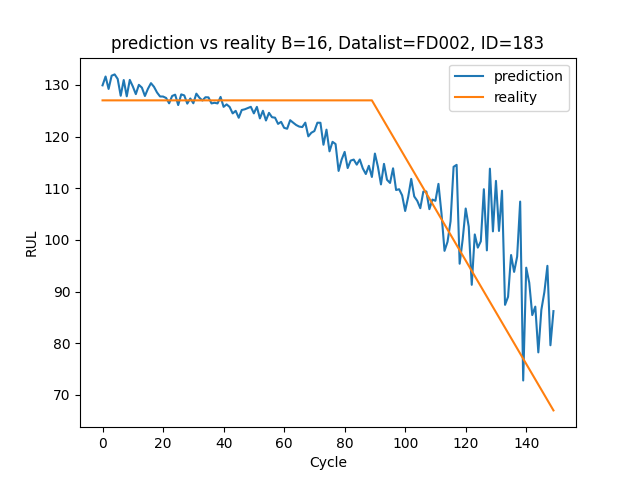 prediction vs reality B=16, Datalist=FD002, ID=183
prediction
reality
RUL
130
120
110
100
90
80
70
0 20 40 60 80 100 120 140
Cycle